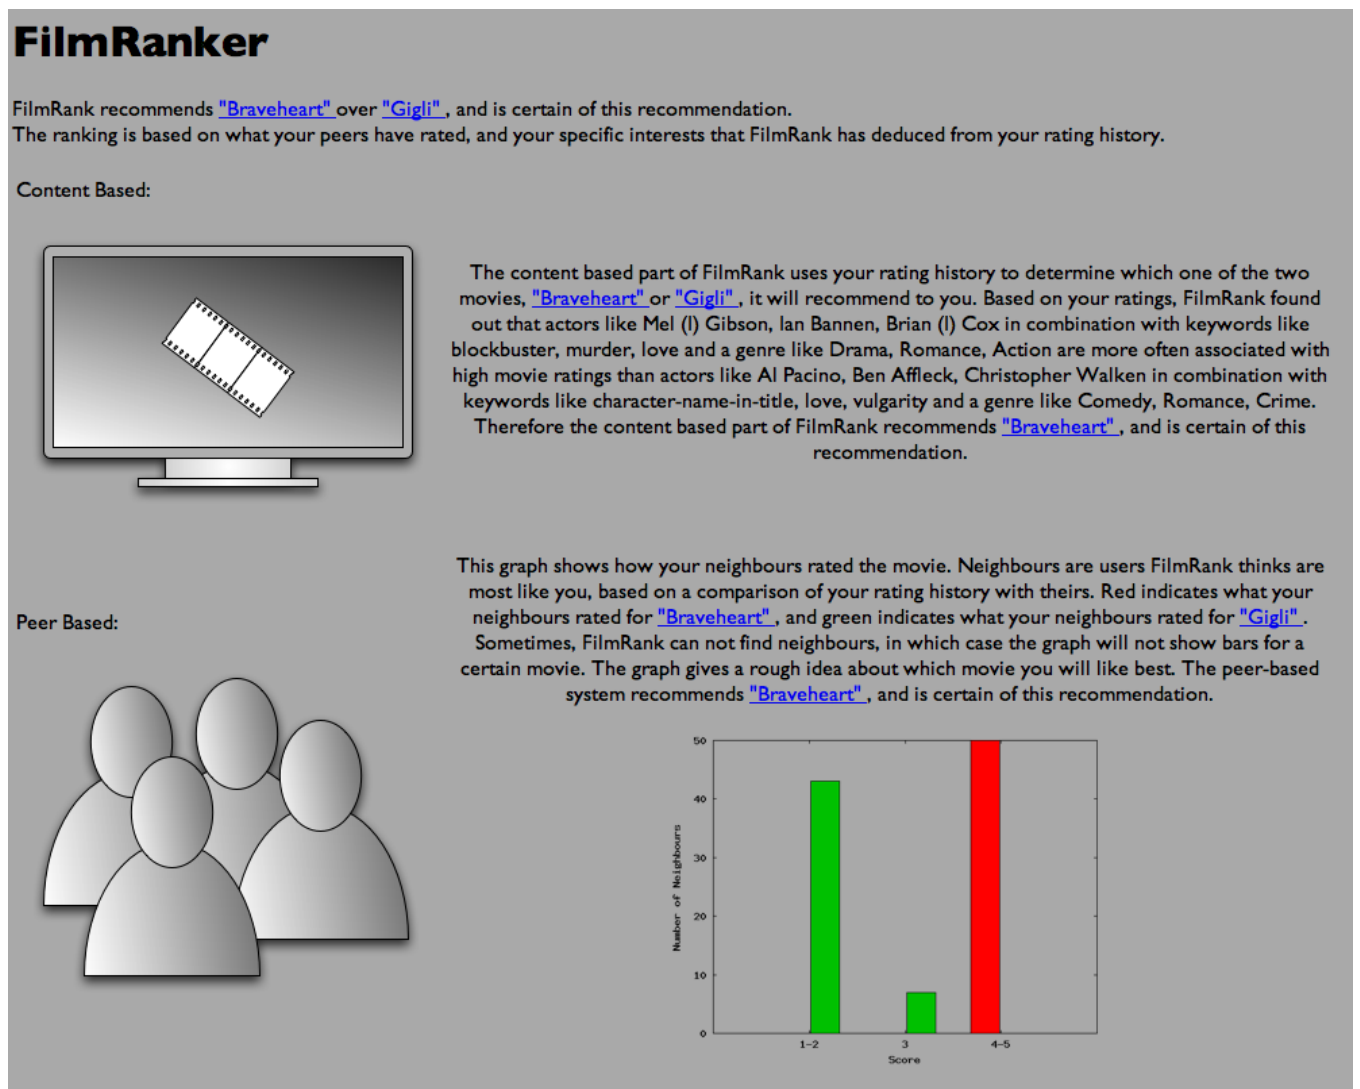 FilmRanker
FilmRank recommends "Braveheart" over "Gigli" , and is certain of this recommendation.
The ranking is based on what your peers have rated, and your specific interests that FilmRank has deduced from your rating history.
Content Based:
The content based part of FilmRank uses your rating history to determine which one of the two
movies, "Braveheart" or "Gigli" , it will recommend to you. Based on your ratings, FilmRank found
out that actors like Mel (I) Gibson, Ian Bannen, Brian (I) Cox in combination with keywords like
blockbuster, murder, love and a genre like Drama, Romance, Action are more often associated with
high movie ratings than actors like Al Pacino, Ben Affleck, Christopher Walken in combination with
keywords like character-name-in-title, love, vulgarity and a genre like Comedy, Romance, Crime.
Therefore the content based part of FilmRank recommends "Braveheart" , and is certain of this
recommendation.
Peer Based:
This graph shows how your neighbours rated the movie. Neighbours are users FilmRank thinks are
most like you, based on a comparison of your rating history with theirs. Red indicates what your
neighbours rated for "Braveheart" , and green indicates what your neighbours rated for "Gigli" .
Sometimes, FilmRank can not find neighbours, in which case the graph will not show bars for a
certain movie. The graph gives a rough idea about which movie you will like best. The peer-based
system recommends "Braveheart" , and is certain of this recommendation.
50
40
30
20
10
0
Number of Neighbours
1-2 3 4-5
Score